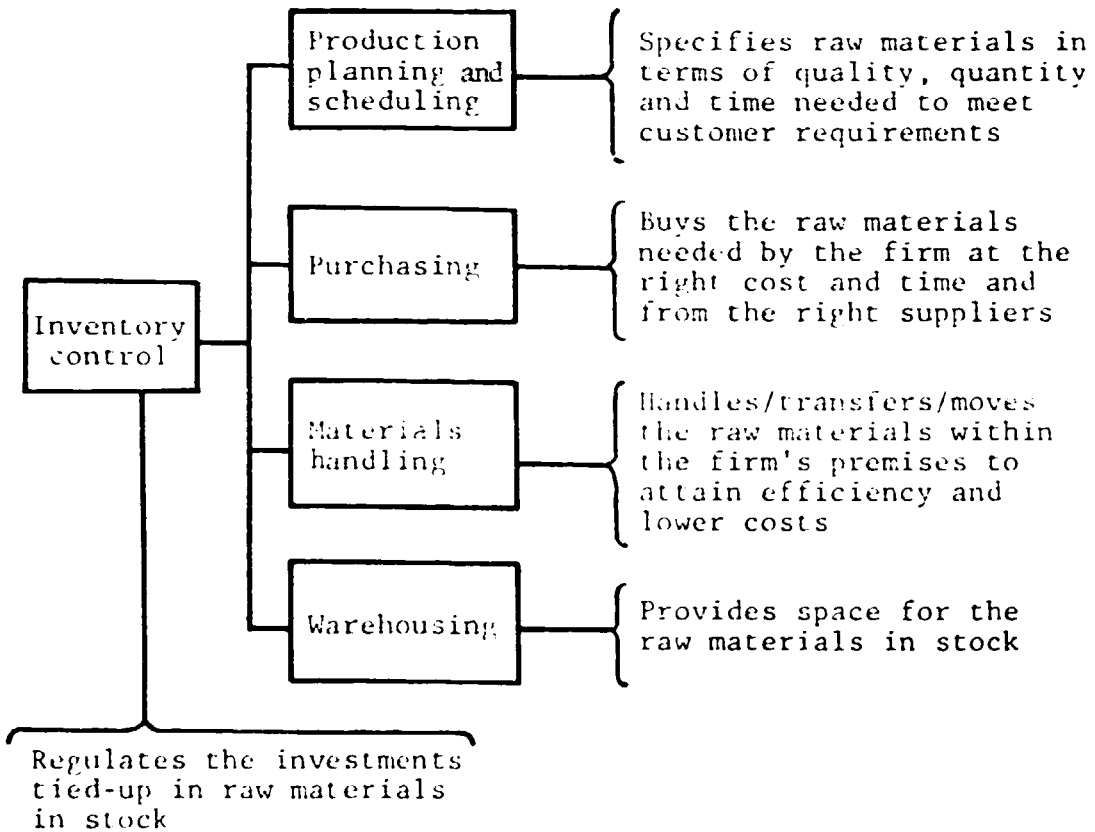 Production
planning and
scheduling
Specifies raw materials in
terms of quality, quantity
and time needed to meet
customer requirements
Purchasing
Buys the raw materials
needed by the firm at the
right cost and time and
from the right suppliers
Inventory
control
Materials
handling
Handles/transfers/moves
the raw materials within
the firm's premises to
attain efficiency and
lower costs
Warehousing
Provides space for the
raw materials in stock
Regulates the investments
tied-up in raw materials
in stock